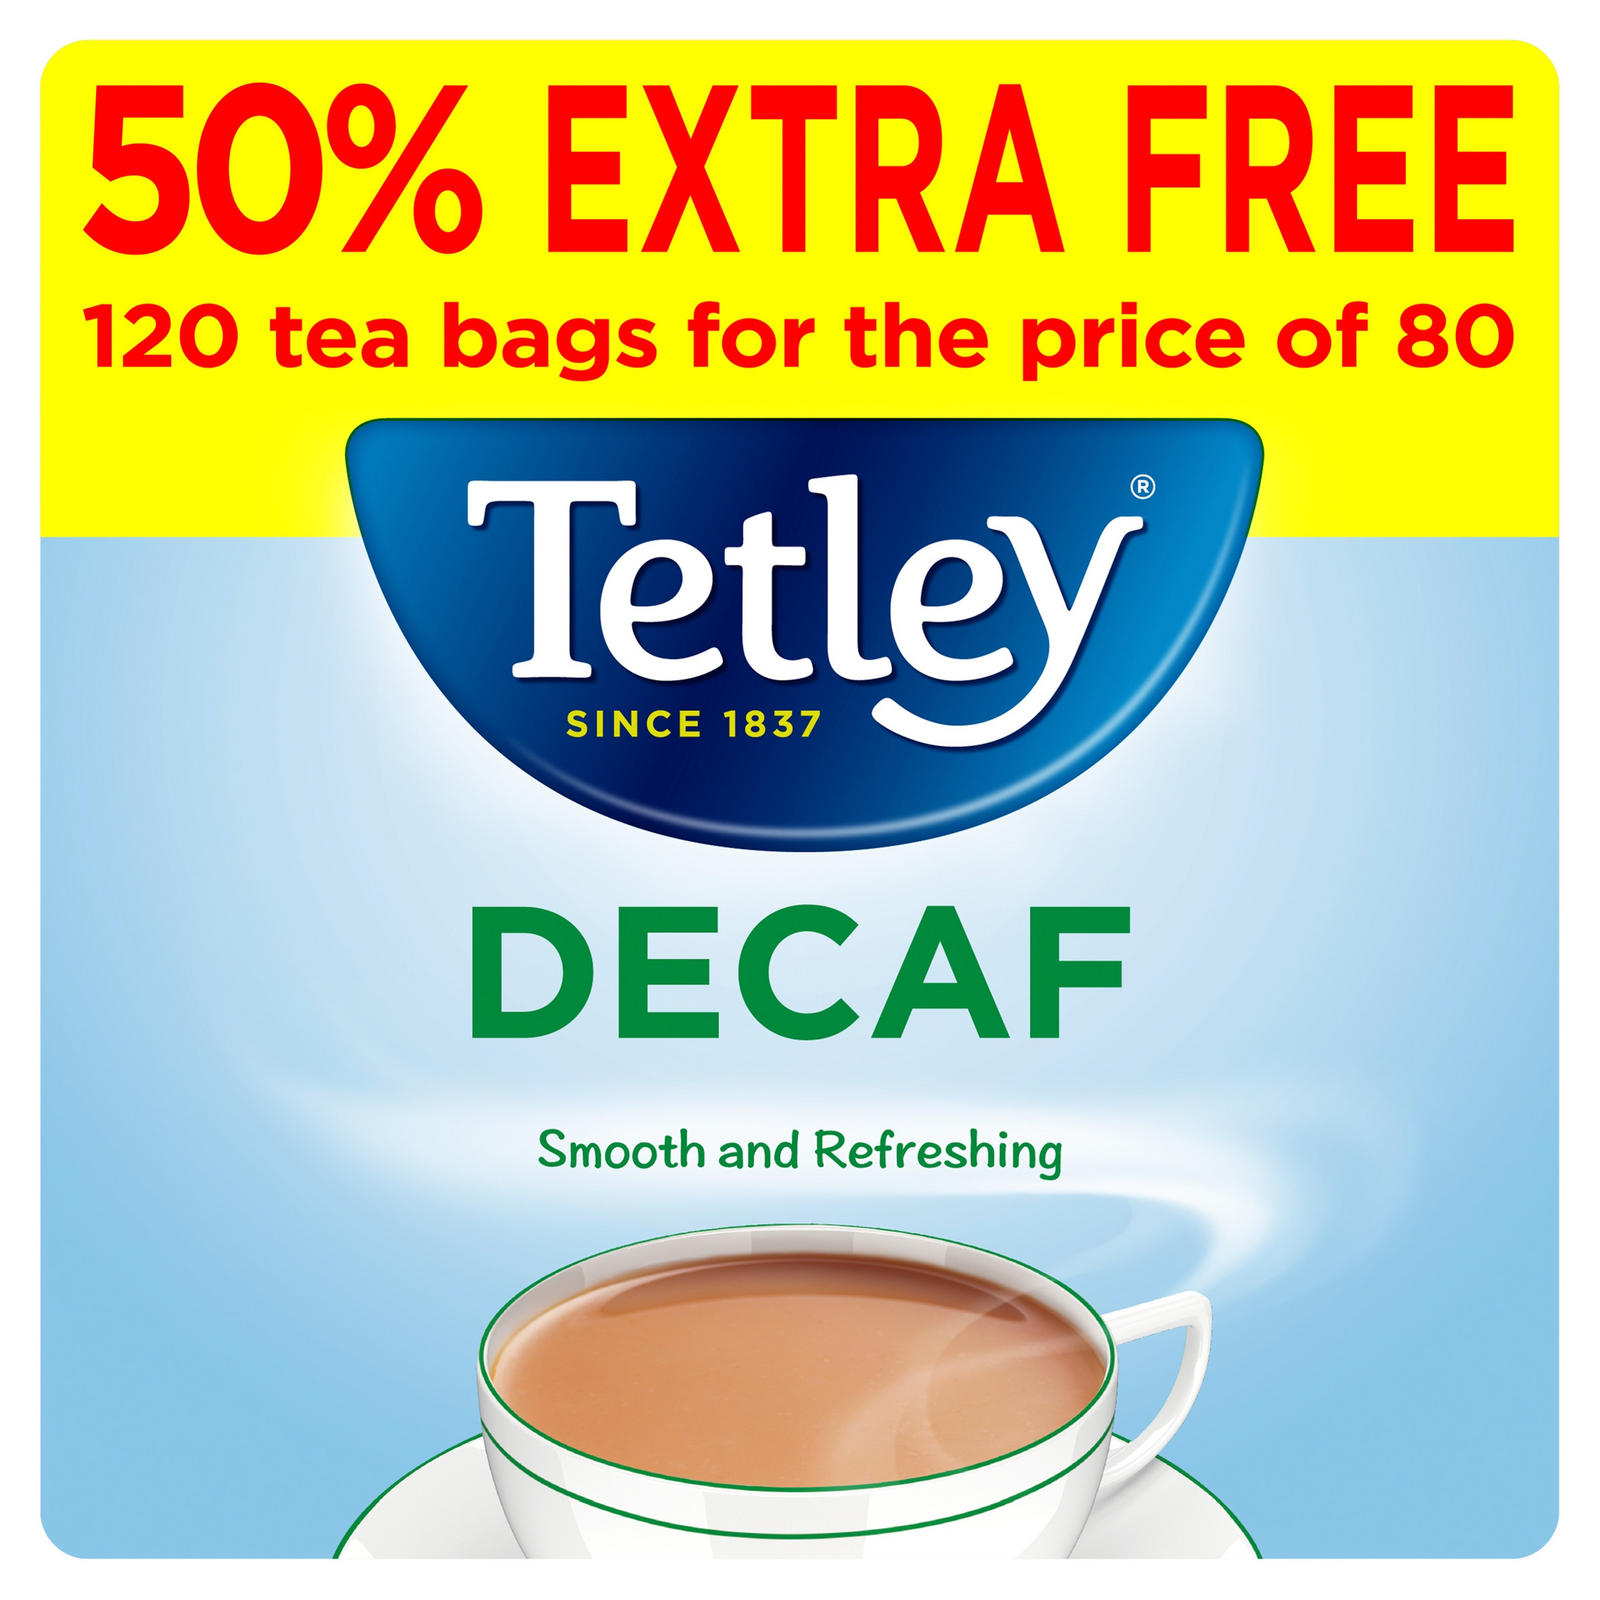 50% EXTRA FREE
120 tea bags for the price of 80
Tetley®
SINCE 1837
DECAF
Smooth and Refreshing